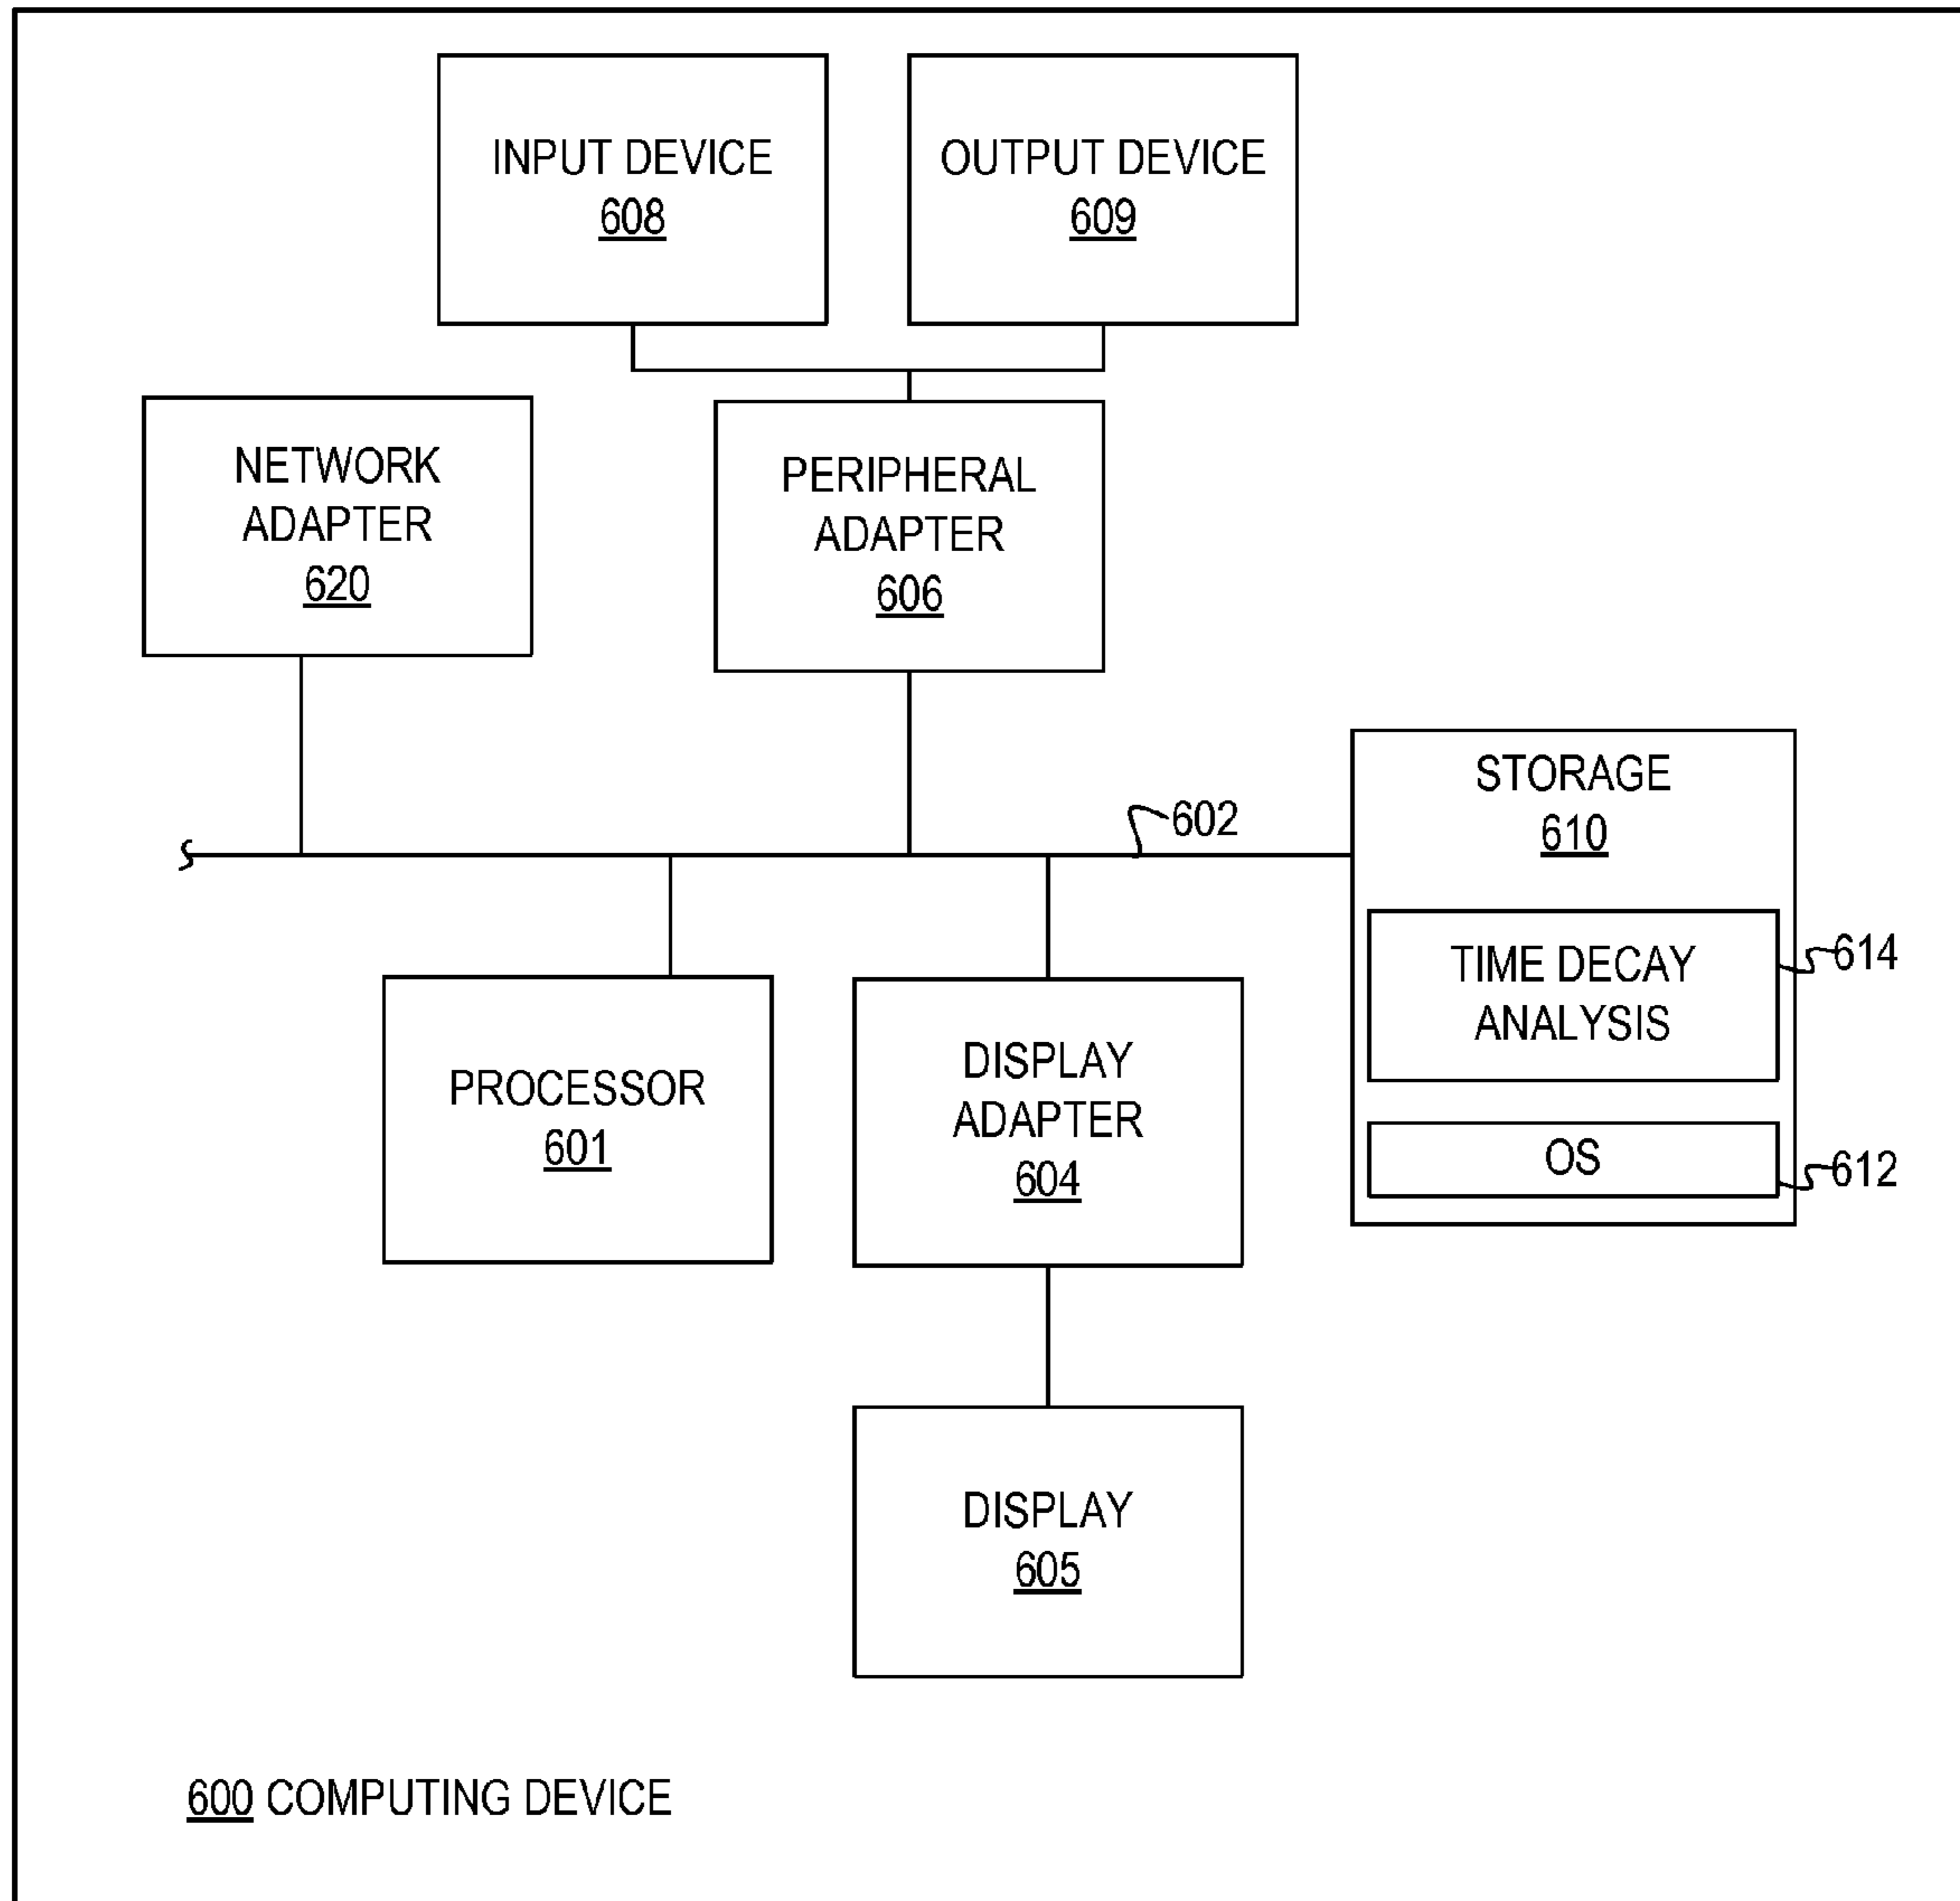 INPUT DEVICE
608
OUTPUT DEVICE
609
NETWORK
ADAPTER
620
PERIPHERAL
ADAPTER
606
602
STORAGE
610
TIME DECAY
ANALYSIS
614
OS
612
PROCESSOR
601
DISPLAY
ADAPTER
604
DISPLAY
605
600 COMPUTING DEVICE